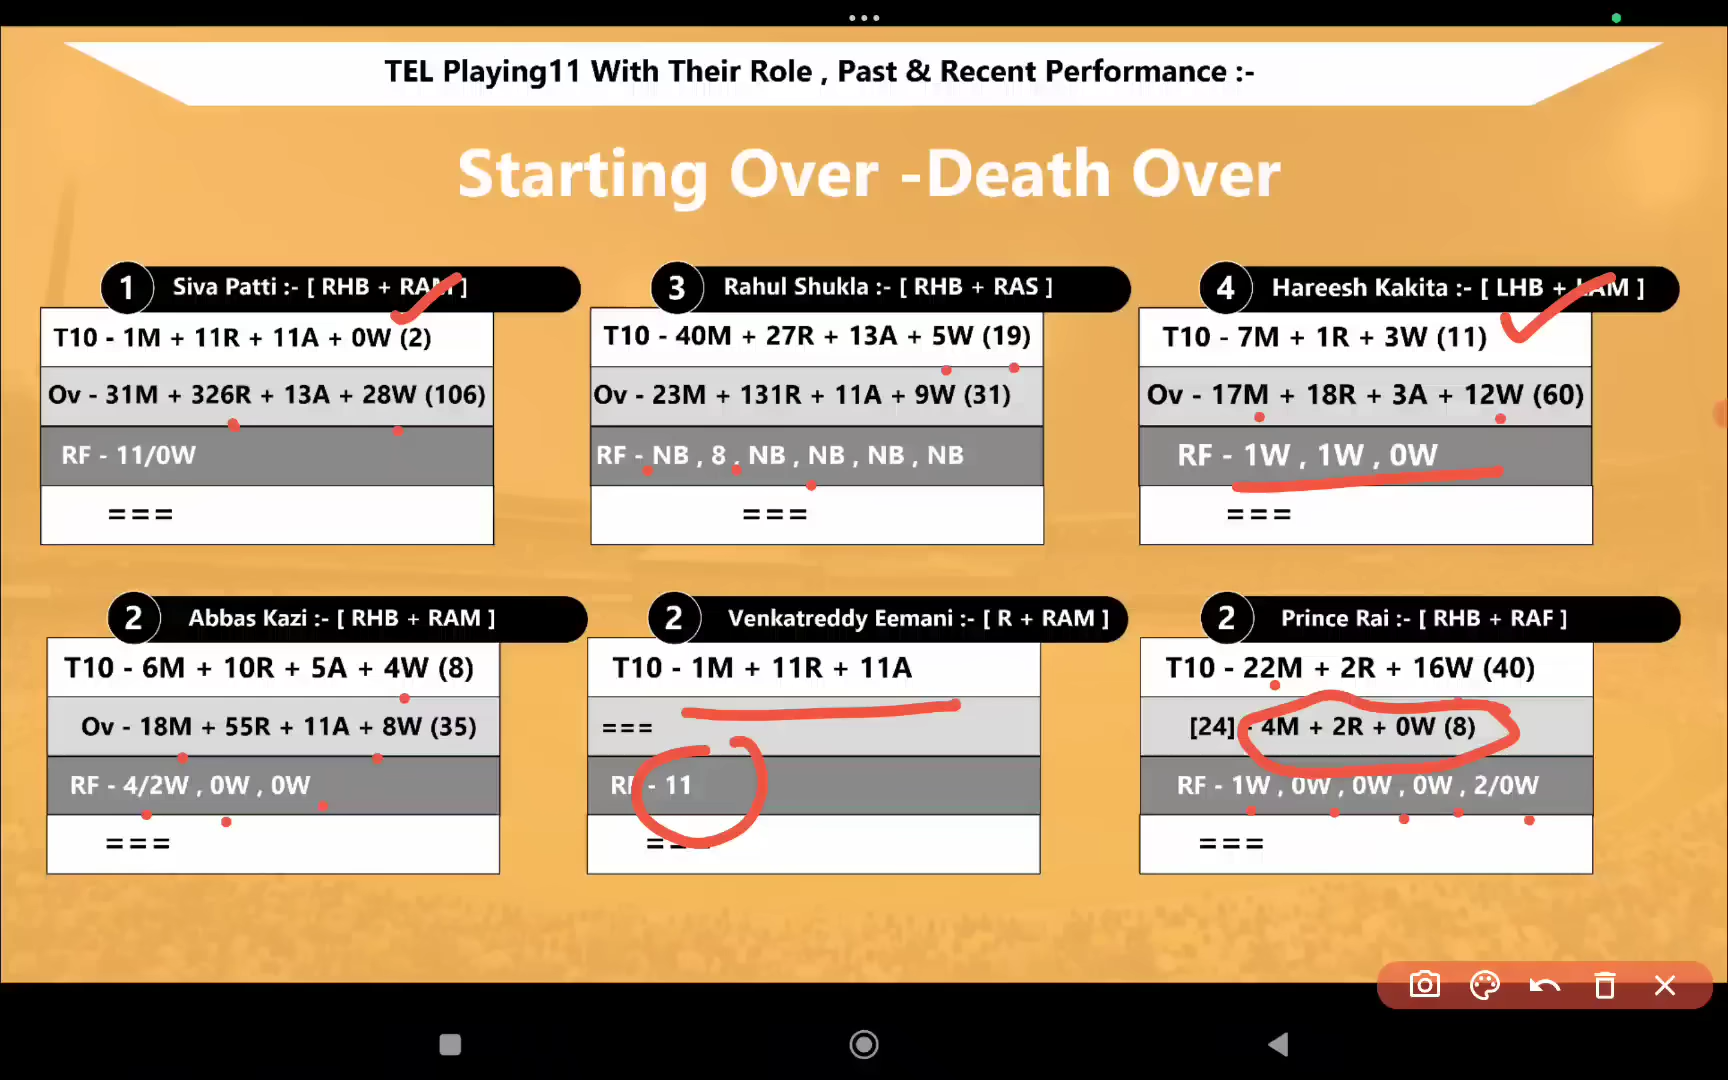 TEL Playing11 With Their Role , Past & Recent Performance :-
Starting Over -Death Over
1 Siva Patti :- [ RHB + RAM ]
T10 - 1M + 11R + 11A + 0W (2)
Ov - 31M + 326R + 13A + 28W (106)
RF - 11/0W
===
3 Rahul Shukla :- [ RHB + RAS ]
T10 - 40M + 27R + 13A + 5W (19)
Ov - 23M + 131R + 11A + 9W (31)
RF - NB , 8 , NB , NB , NB , NB
===
4 Hareesh Kakita :- [ LHB + LAM ]
T10 - 7M + 1R + 3W (11)
Ov - 17M + 18R + 3A + 12W (60)
RF - 1W , 1W , 0W
===
2 Abbas Kazi :- [ RHB + RAM ]
T10 - 6M + 10R + 5A + 4W (8)
Ov - 18M + 55R + 11A + 8W (35)
RF - 4/2W , 0W , 0W
===
2 Venkatreddy Eemani :- [ R + RAM ]
T10 - 1M + 11R + 11A
===
RF - 11
===
2 Prince Rai :- [ RHB + RAF ]
T10 - 22M + 2R + 16W (40)
[24] - 4M + 2R + 0W (8)
RF - 1W , 0W , 0W , 0W , 2/0W
===